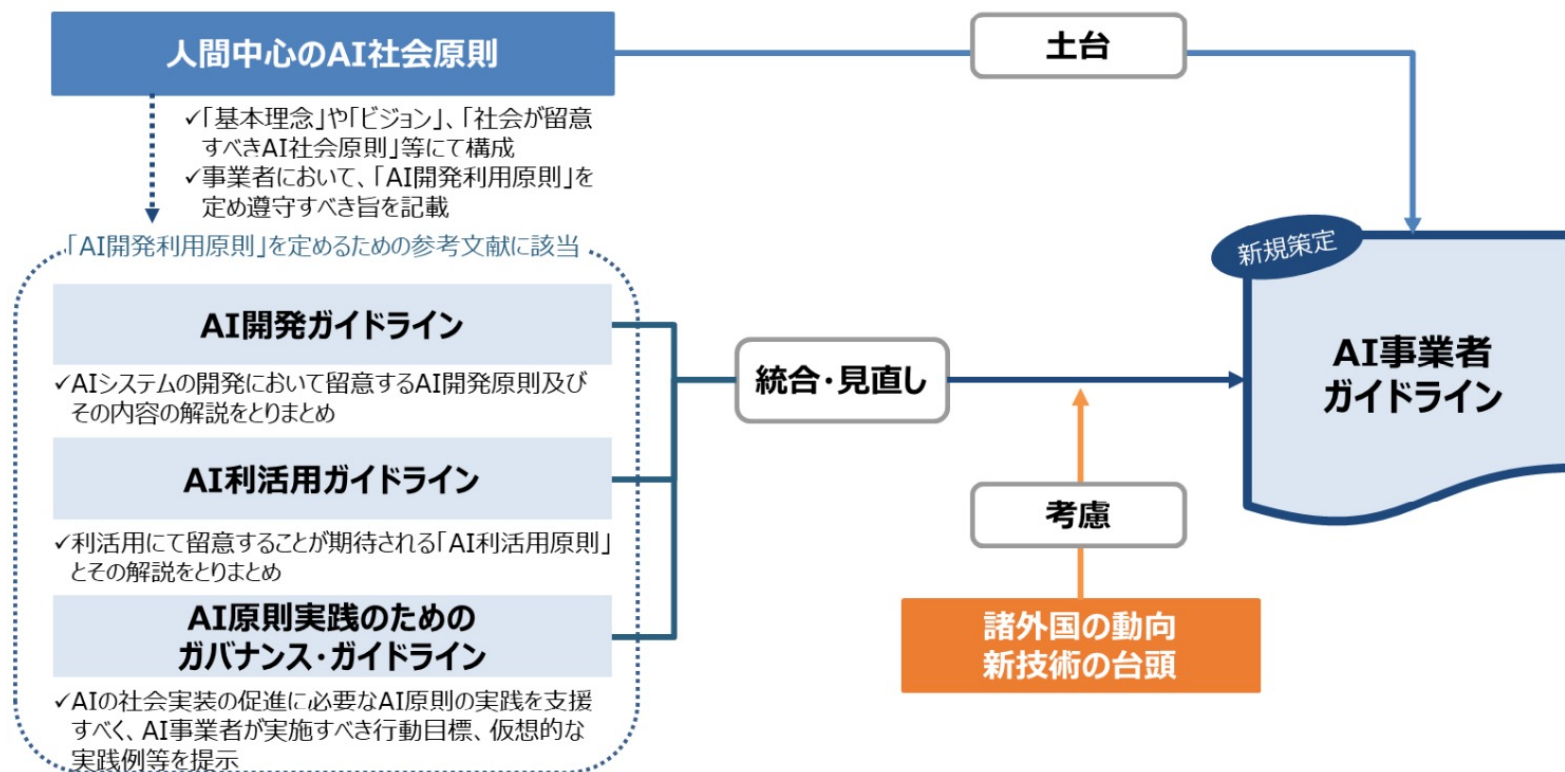 人間中心のAI社会原則
土台
✓「基本理念」や「ビジョン」、「社会が留意
すべきAI社会原則」等にて構成
✓事業者において、「AI開発利用原則」を
定め遵守すべき旨を記載
「AI開発利用原則」を定めるための参考文献に該当
AI開発ガイドライン
✓AIシステムの開発において留意するAI開発原則及び
その内容の解説をとりまとめ
AI利活用ガイドライン
✓利活用にて留意することが期待される「AI利活用原則」
とその解説をとりまとめ
AI原則実践のための
ガバナンス・ガイドライン
✓AIの社会実装の促進に必要なAI原則の実践を支援
すべく、AI事業者が実施すべき行動目標、仮想的な
実践例等を提示
統合・見直し
考慮
諸外国の動向
新技術の台頭
新規策定
AI事業者
ガイドライン